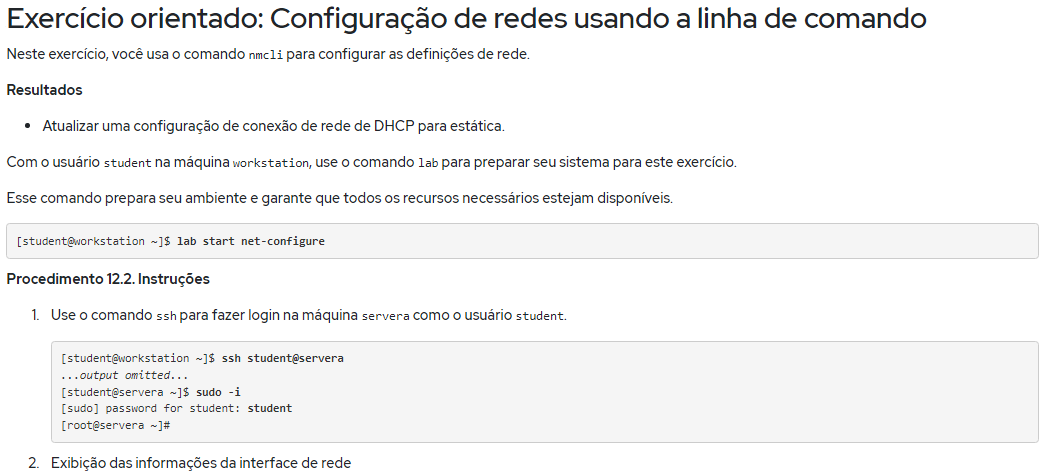 Exercício orientado: Configuração de redes usando a linha de comando
Neste exercício, você usa o comando nmcli para configurar as definições de rede.
Resultados
• Atualizar uma configuração de conexão de rede de DHCP para estática.
Com o usuário student na máquina workstation, use o comando lab para preparar seu sistema para este exercício.
Esse comando prepara seu ambiente e garante que todos os recursos necessários estejam disponíveis.
[student@workstation ~]$ lab start net-configure
Procedimento 12.2. Instruções
1. Use o comando ssh para fazer login na máquina servera como o usuário student.
[student@workstation ~]$ ssh student@servera
...output omitted...
[student@servera ~]$ sudo -i
[sudo] password for student: student
[root@servera ~]#
2. Exibição das informações da interface de rede